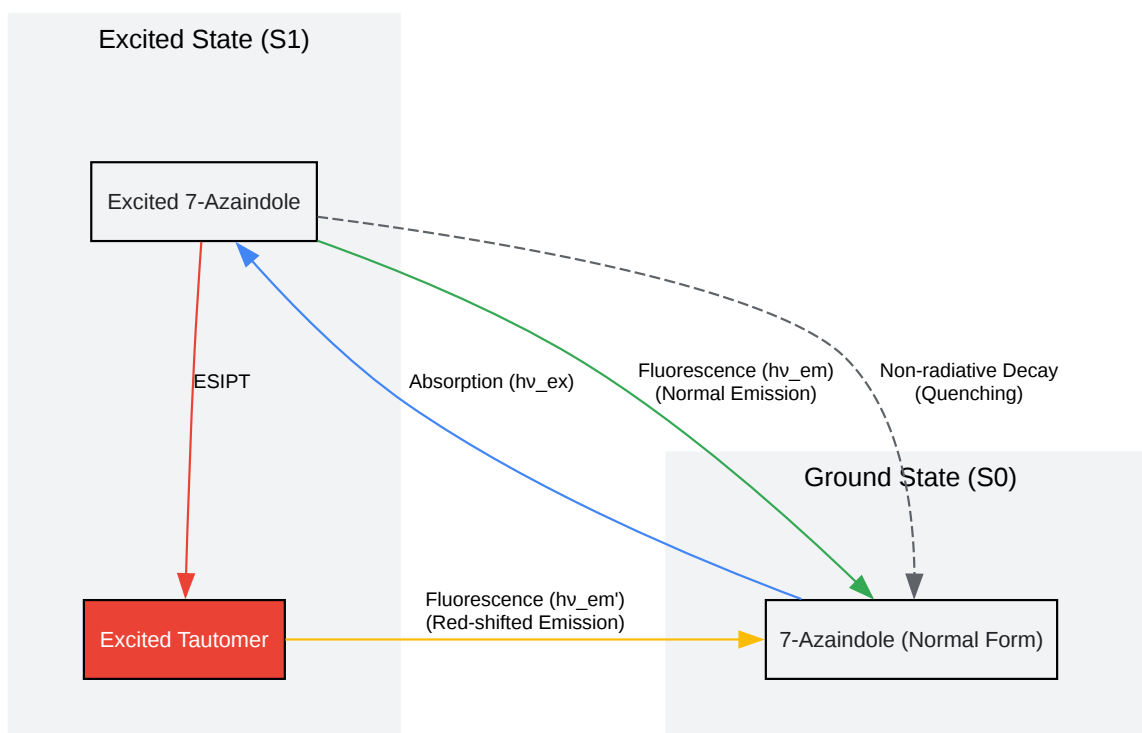 Excited State (S1)
Excited 7-Azaindole
ESIPT
Absorption (hν_ex)
Fluorescence (hν_em)
(Normal Emission)
Non-radiative Decay
(Quenching)
Ground State (S0)
Excited Tautomer
Fluorescence (hν_em')
(Red-shifted Emission)
7-Azaindole (Normal Form)